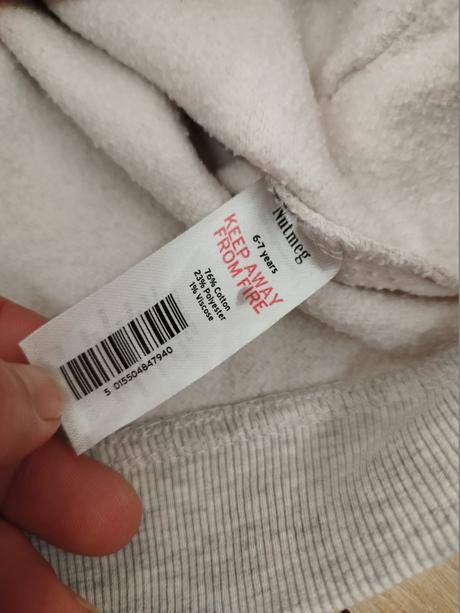 Nutmeg
6-7 years
KEEP AWAY
FROM FIRE
76% Cotton
23% Polyester
1% Viscose
5 015504847940